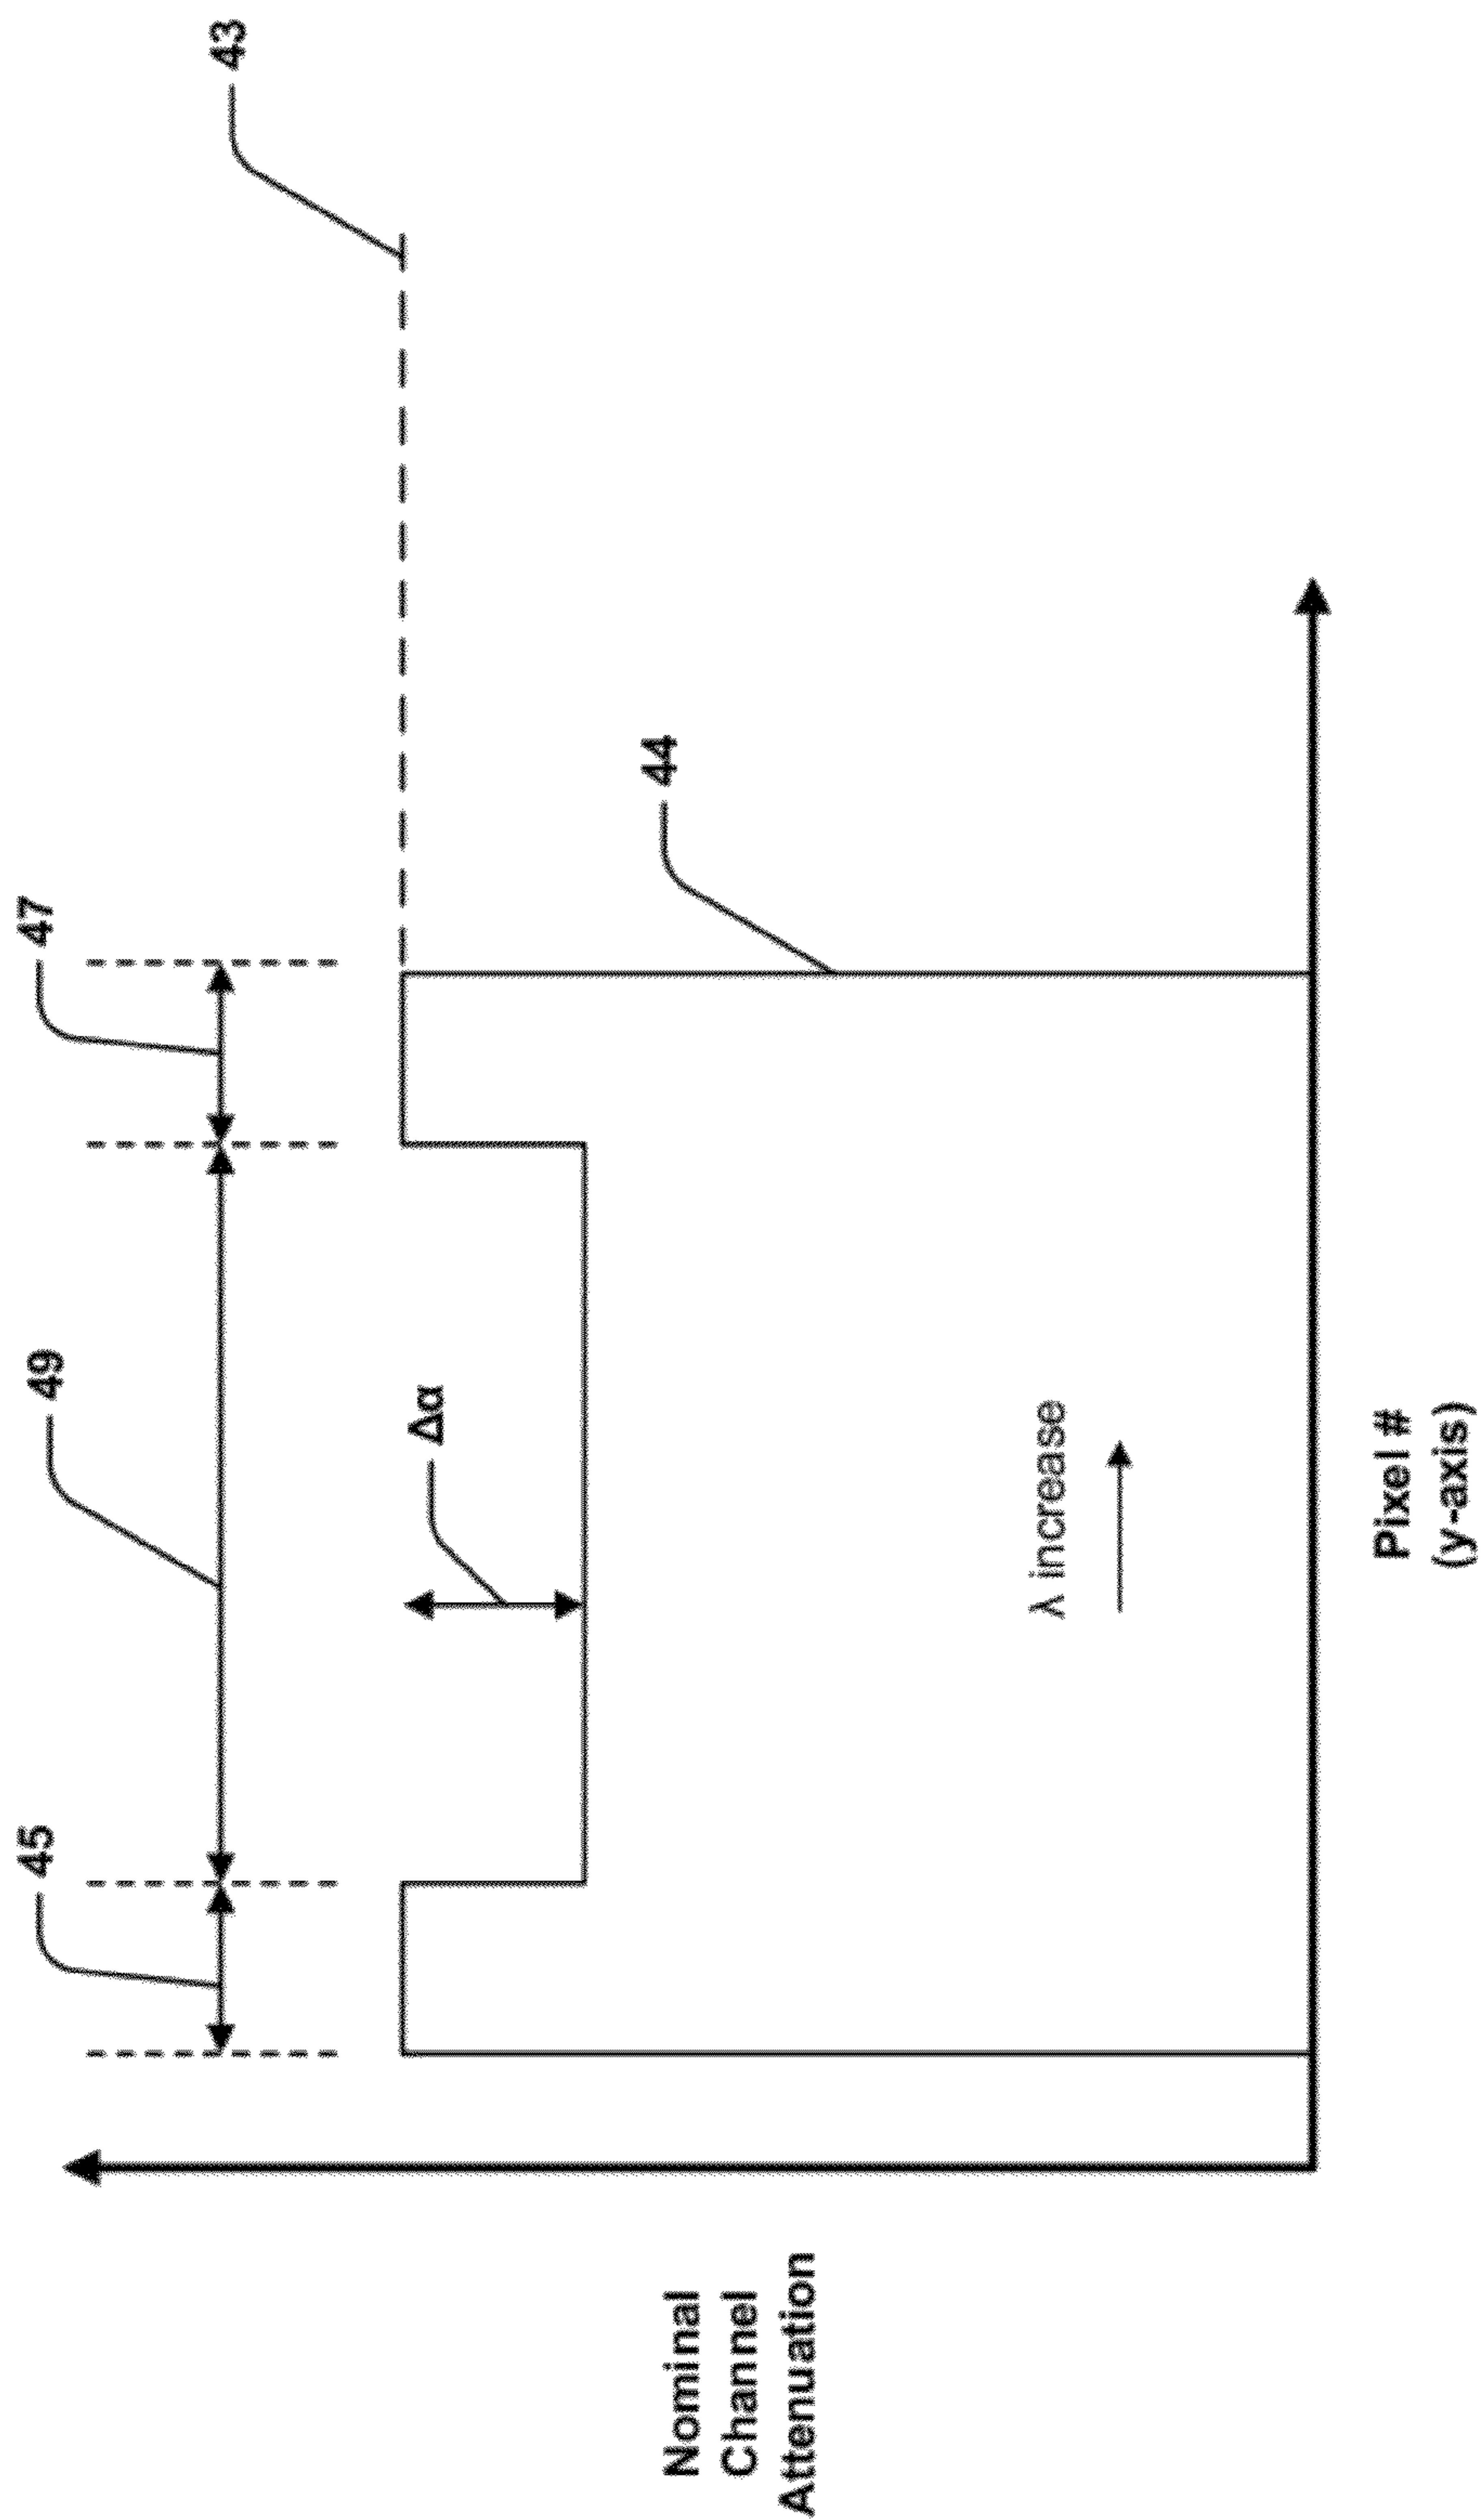 45
49
47
43
Δα
44
Nominal
Channel
Attenuation
λ increase
Pixel #
(y-axis)